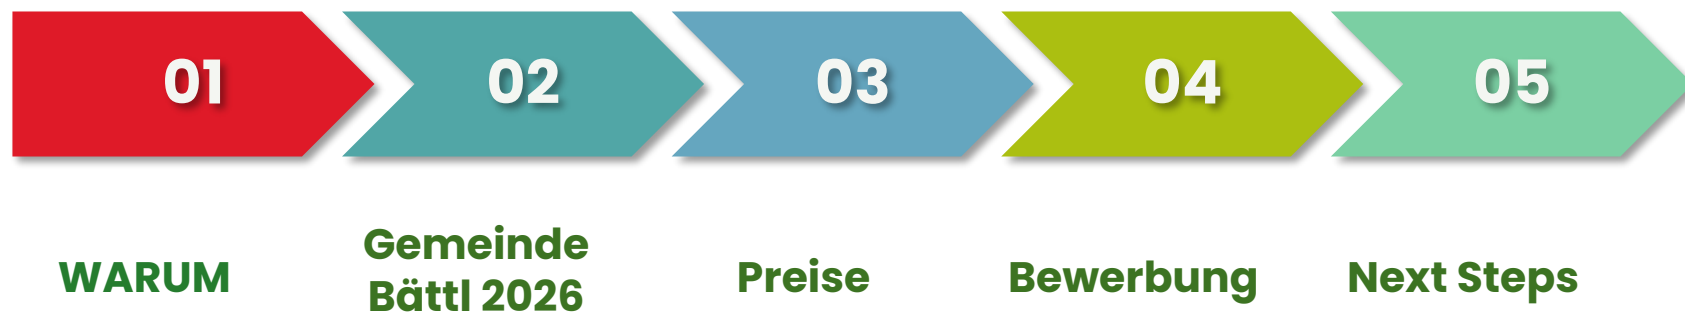 01
02
03
04
05
WARUM
Gemeinde
Bättl 2026
Preise
Bewerbung
Next Steps